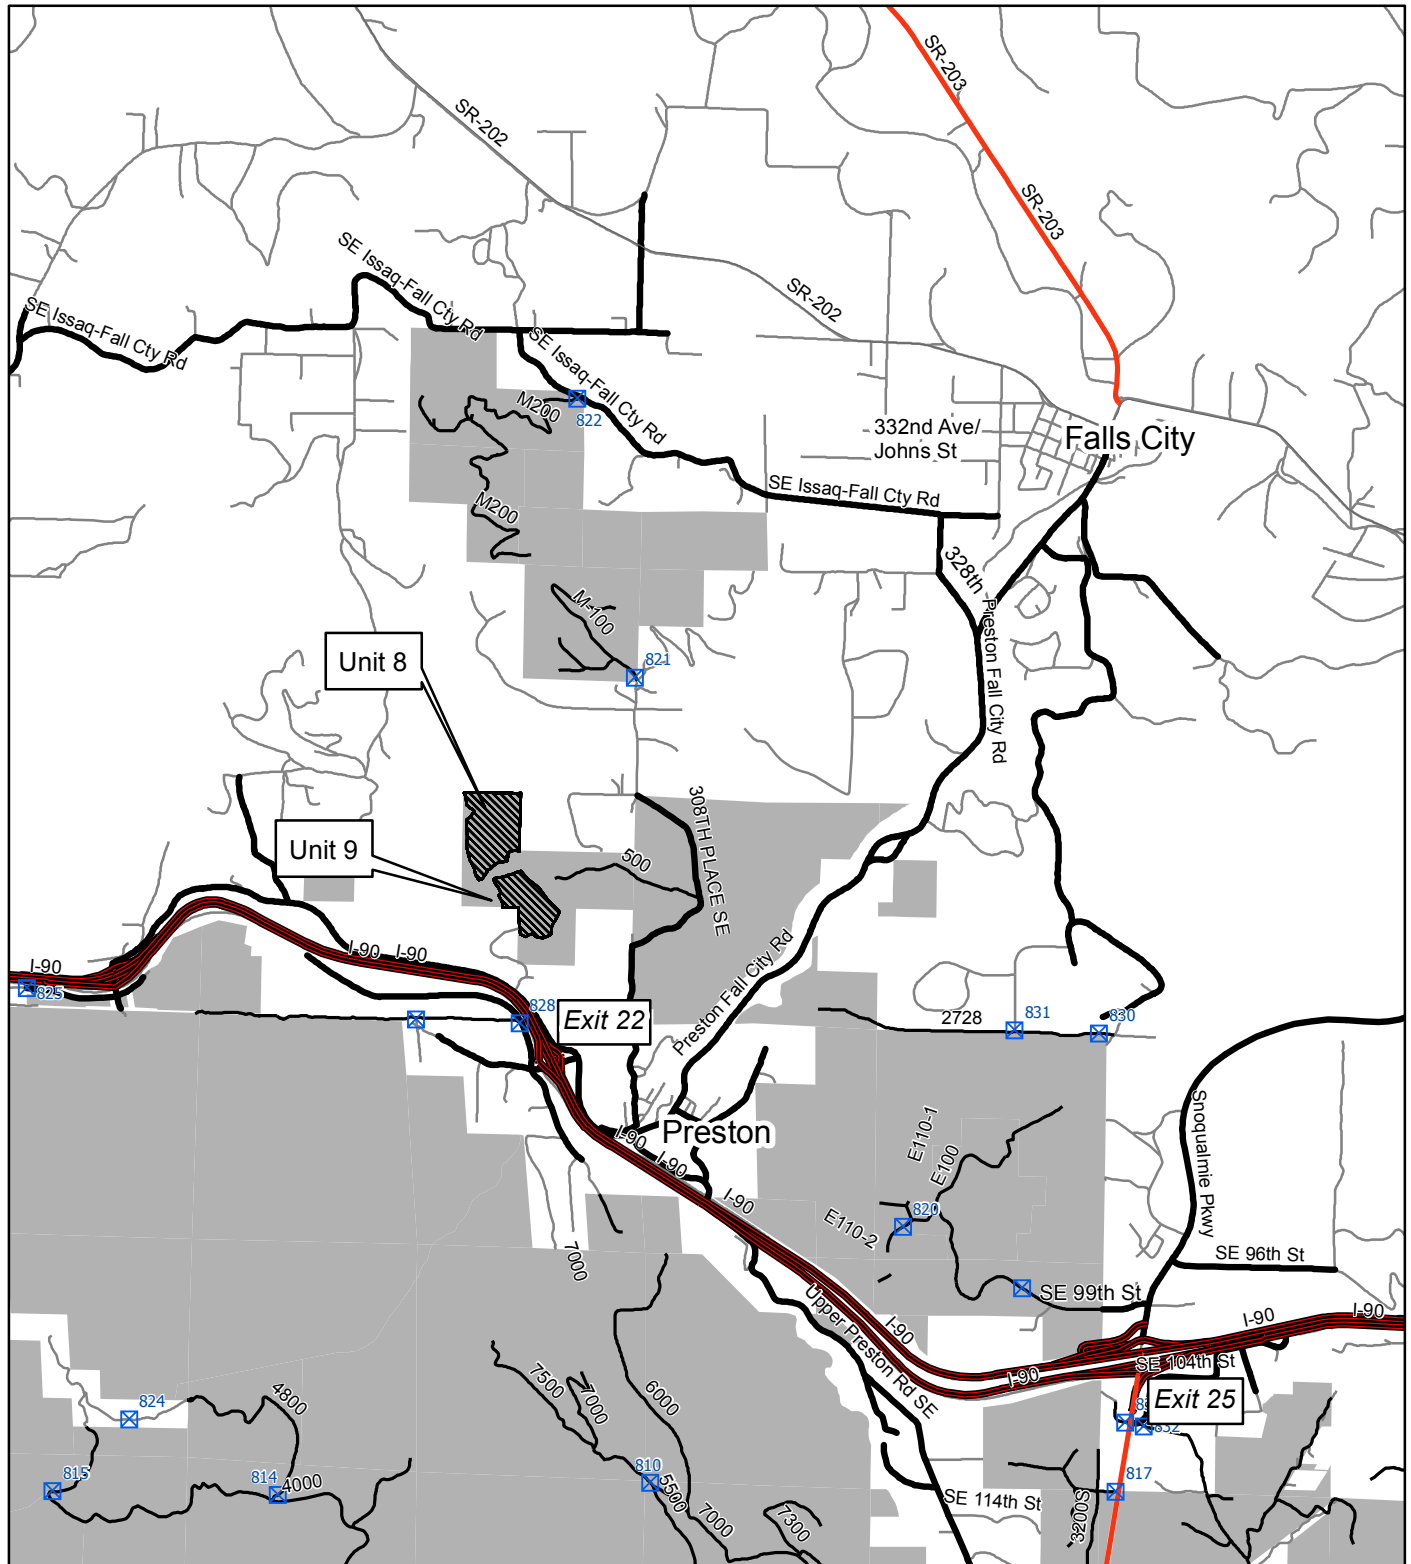 SR-203
SR-202
SR-203
SE Issaq-Fall Cty Rd
SR-202
SE Issaq-Fall Cty Rd
SE Issaq-Fall Cty Rd
M200
822
332nd Ave/
Johns St
Falls City
SE Issaq-Fall Cty Rd
M200
328th
M-100
Preston Fall City Rd
Unit 8
821
308TH PLACE SE
Unit 9
500
Preston Fall City Rd
I-90
I-90
I-90
825
828
Exit 22
2728
831
830
Snoqualmie Pkwy
E110-1
I-90
Preston
I-90
E100
I-90
820
E110-2
7000
SE 96th St
SE 99th St
Upper Preston Rd SE
I-90
I-90
I-90
SE 104th St
I-90
7500
7000
6000
4800
824
Exit 25
832
815
814
4000
810
5500
817
7000
7300
SE 114th St
3200S